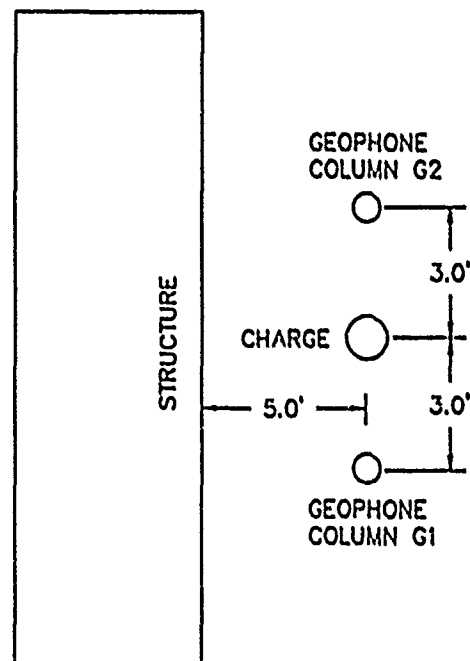 GEOPHONE
COLUMN G2
3.0'
STRUCTURE
CHARGE
5.0'
3.0'
GEOPHONE
COLUMN G1